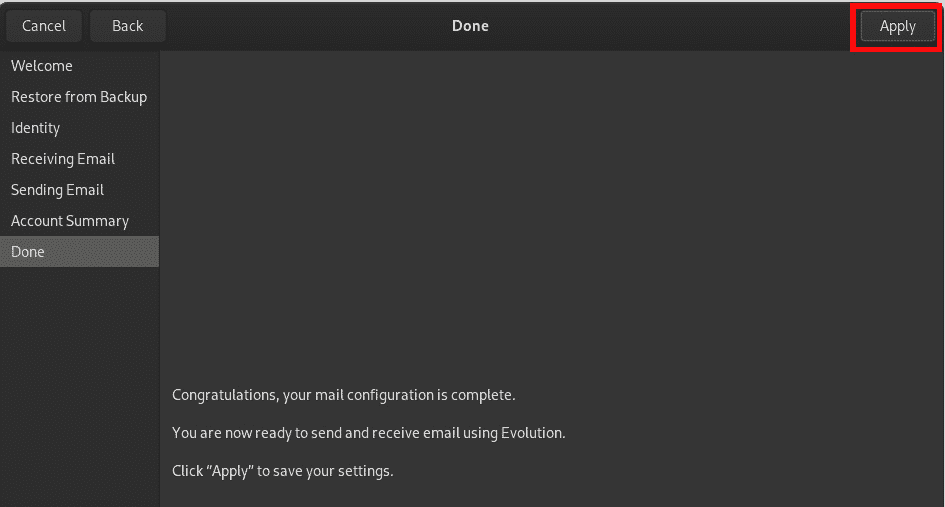 Cancel
Back
Done
Apply
Welcome
Restore from Backup
Identity
Receiving Email
Sending Email
Account Summary
Done
Congratulations, your mail configuration is complete.
You are now ready to send and receive email using Evolution.
Click "Apply" to save your settings.